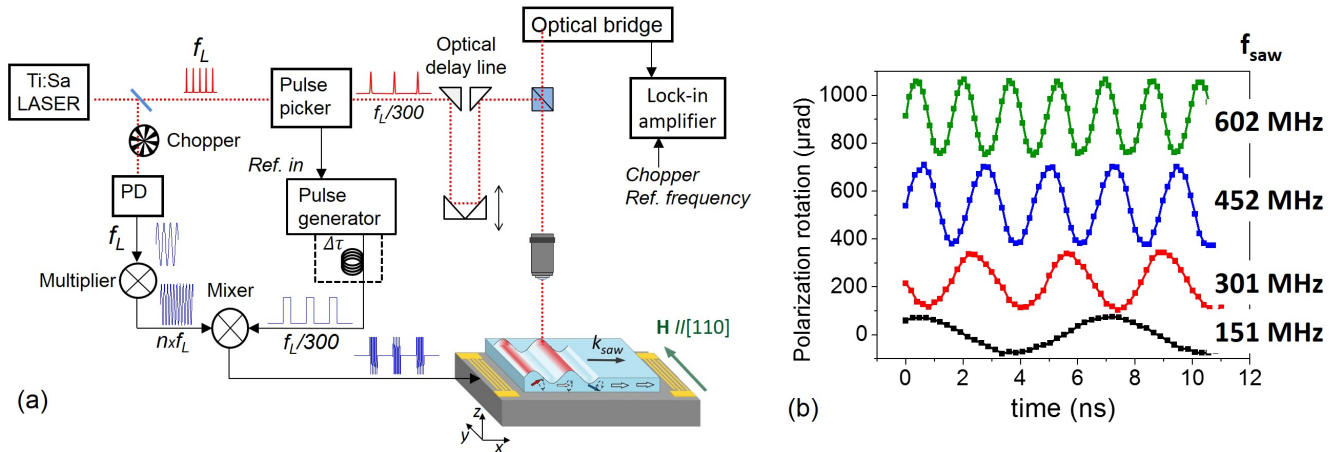 f_L
Ti:Sa
LASER
Pulse
picker
f_L/300
Optical
delay line
Optical bridge
Lock-in
amplifier
Chopper
Ref. frequency
Chopper
Ref. in
PD
Pulse
generator
Δτ
f_L
Multiplier
Mixer
nxf_L
f_L/300
H //[110]
k_saw
z
y
x
(a)
f_saw
Polarization rotation (µrad)
1000
800
600
400
200
0
602 MHz
452 MHz
301 MHz
151 MHz
0 2 4 6 8 10 12
time (ns)
(b)